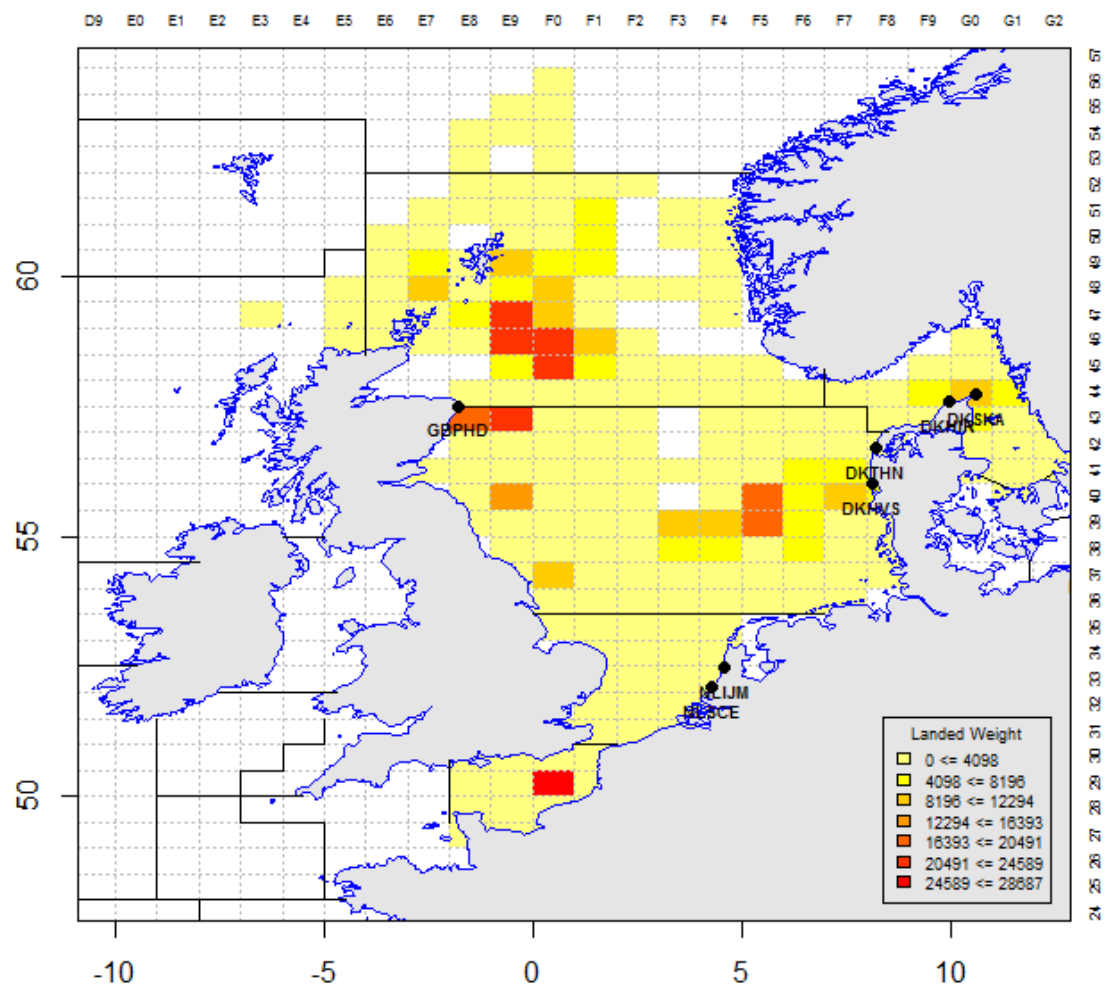 D9 E0 E1 E2 E3 E4 E5 E6 E7 E8 E9 F0 F1 F2 F3 F4 F5 F6 F7 F8 F9 G0 G1 G2
57
56
55
54
53
52
51
50
49
48
47
46
45
44
43
42
41
40
39
38
37
36
35
34
33
32
31
30
29
28
27
26
25
24
60
55
50
GBPHD
DKSKA
DKHIR
DKTHN
DKHVS
NLIJM
NLSCE
Landed Weight
0 <= 4098
4098 <= 8196
8196 <= 12294
12294 <= 16393
16393 <= 20491
20491 <= 24589
24589 <= 28687
-10 -5 0 5 10